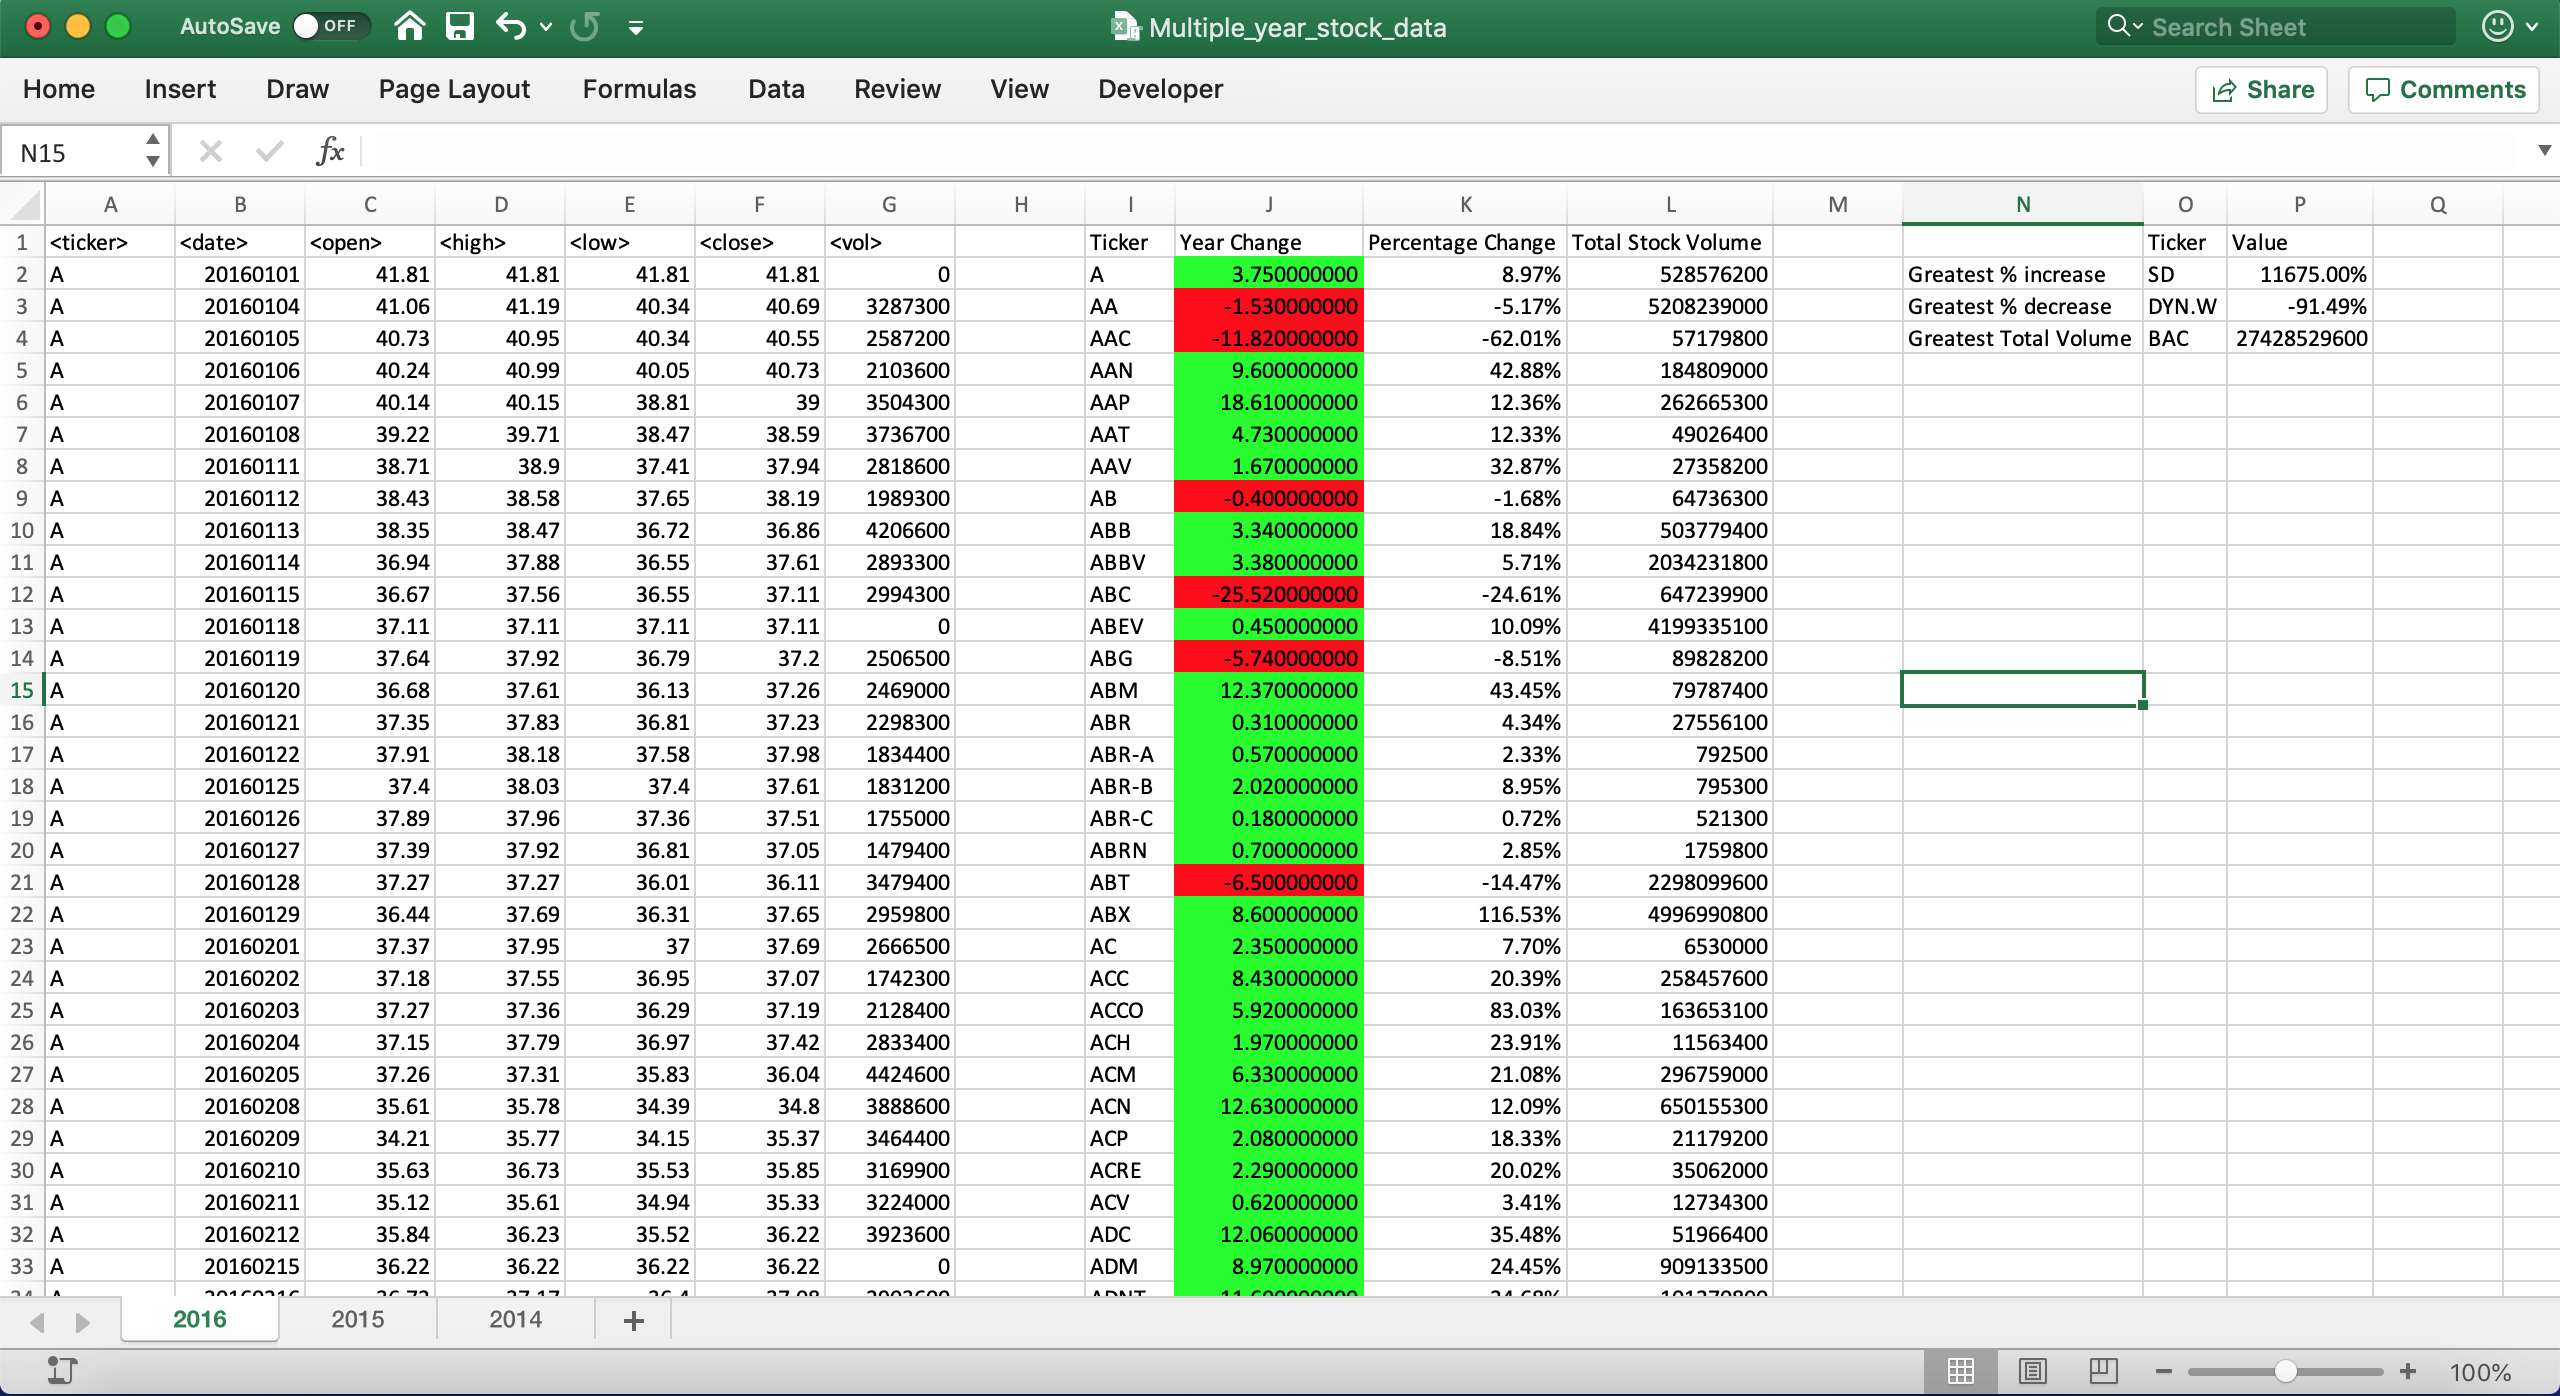 AutoSave OFF Multiple_year_stock_data Search Sheet
Home Insert Draw Page Layout Formulas Data Review View Developer Share Comments
N15 fx
A B C D E F G H I J K L M N O P Q
1 <ticker> <date> <open> <high> <low> <close> <vol> Ticker Year Change Percentage Change Total Stock Volume Ticker Value
2 A 20160101 41.81 41.81 41.81 41.81 0 A 3.750000000 8.97% 528576200 Greatest % increase SD 11675.00%
3 A 20160104 41.06 41.19 40.34 40.69 3287300 AA -1.530000000 -5.17% 5208239000 Greatest % decrease DYN.W -91.49%
4 A 20160105 40.73 40.95 40.34 40.55 2587200 AAC -11.820000000 -62.01% 57179800 Greatest Total Volume BAC 27428529600
5 A 20160106 40.24 40.99 40.05 40.73 2103600 AAN 9.600000000 42.88% 184809000
6 A 20160107 40.14 40.15 38.81 39 3504300 AAP 18.610000000 12.36% 262665300
7 A 20160108 39.22 39.71 38.47 38.59 3736700 AAT 4.730000000 12.33% 49026400
8 A 20160111 38.71 38.9 37.41 37.94 2818600 AAV 1.670000000 32.87% 27358200
9 A 20160112 38.43 38.58 37.65 38.19 1989300 AB -0.400000000 -1.68% 64736300
10 A 20160113 38.35 38.47 36.72 36.86 4206600 ABB 3.340000000 18.84% 503779400
11 A 20160114 36.94 37.88 36.55 37.61 2893300 ABBV 3.380000000 5.71% 2034231800
12 A 20160115 36.67 37.56 36.55 37.11 2994300 ABC -25.520000000 -24.61% 647239900
13 A 20160118 37.11 37.11 37.11 37.11 0 ABEV 0.450000000 10.09% 4199335100
14 A 20160119 37.64 37.92 36.79 37.2 2506500 ABG -5.740000000 -8.51% 89828200
15 A 20160120 36.68 37.61 36.13 37.26 2469000 ABM 12.370000000 43.45% 79787400
16 A 20160121 37.35 37.83 36.81 37.23 2298300 ABR 0.310000000 4.34% 27556100
17 A 20160122 37.91 38.18 37.58 37.98 1834400 ABR-A 0.570000000 2.33% 792500
18 A 20160125 37.4 38.03 37.4 37.61 1831200 ABR-B 2.020000000 8.95% 795300
19 A 20160126 37.89 37.96 37.36 37.51 1755000 ABR-C 0.180000000 0.72% 521300
20 A 20160127 37.39 37.92 36.81 37.05 1479400 ABRN 0.700000000 2.85% 1759800
21 A 20160128 37.27 37.27 36.01 36.11 3479400 ABT -6.500000000 -14.47% 2298099600
22 A 20160129 36.44 37.69 36.31 37.65 2959800 ABX 8.600000000 116.53% 4996990800
23 A 20160201 37.37 37.95 37 37.69 2666500 AC 2.350000000 7.70% 6530000
24 A 20160202 37.18 37.55 36.95 37.07 1742300 ACC 8.430000000 20.39% 258457600
25 A 20160203 37.27 37.36 36.29 37.19 2128400 ACCO 5.920000000 83.03% 163653100
26 A 20160204 37.15 37.79 36.97 37.42 2833400 ACH 1.970000000 23.91% 11563400
27 A 20160205 37.26 37.31 35.83 36.04 4424600 ACM 6.330000000 21.08% 296759000
28 A 20160208 35.61 35.78 34.39 34.8 3888600 ACN 12.630000000 12.09% 650155300
29 A 20160209 34.21 35.77 34.15 35.37 3464400 ACP 2.080000000 18.33% 21179200
30 A 20160210 35.63 36.73 35.53 35.85 3169900 ACRE 2.290000000 20.02% 35062000
31 A 20160211 35.12 35.61 34.94 35.33 3224000 ACV 0.620000000 3.41% 12734300
32 A 20160212 35.84 36.23 35.52 36.22 3923600 ADC 12.060000000 35.48% 51966400
33 A 20160215 36.22 36.22 36.22 36.22 0 ADM 8.970000000 24.45% 909133500
2016 2015 2014
100%